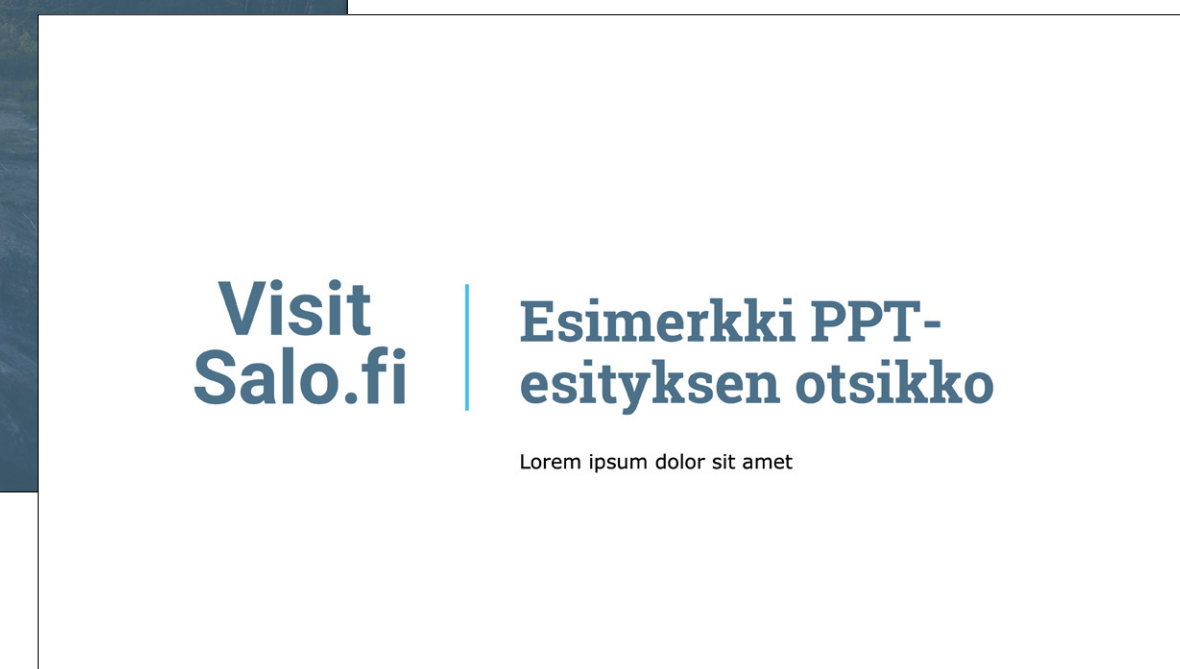 Visit
Salo.fi
Esimerkki PPT-
esityksen otsikko
Lorem ipsum dolor sit amet